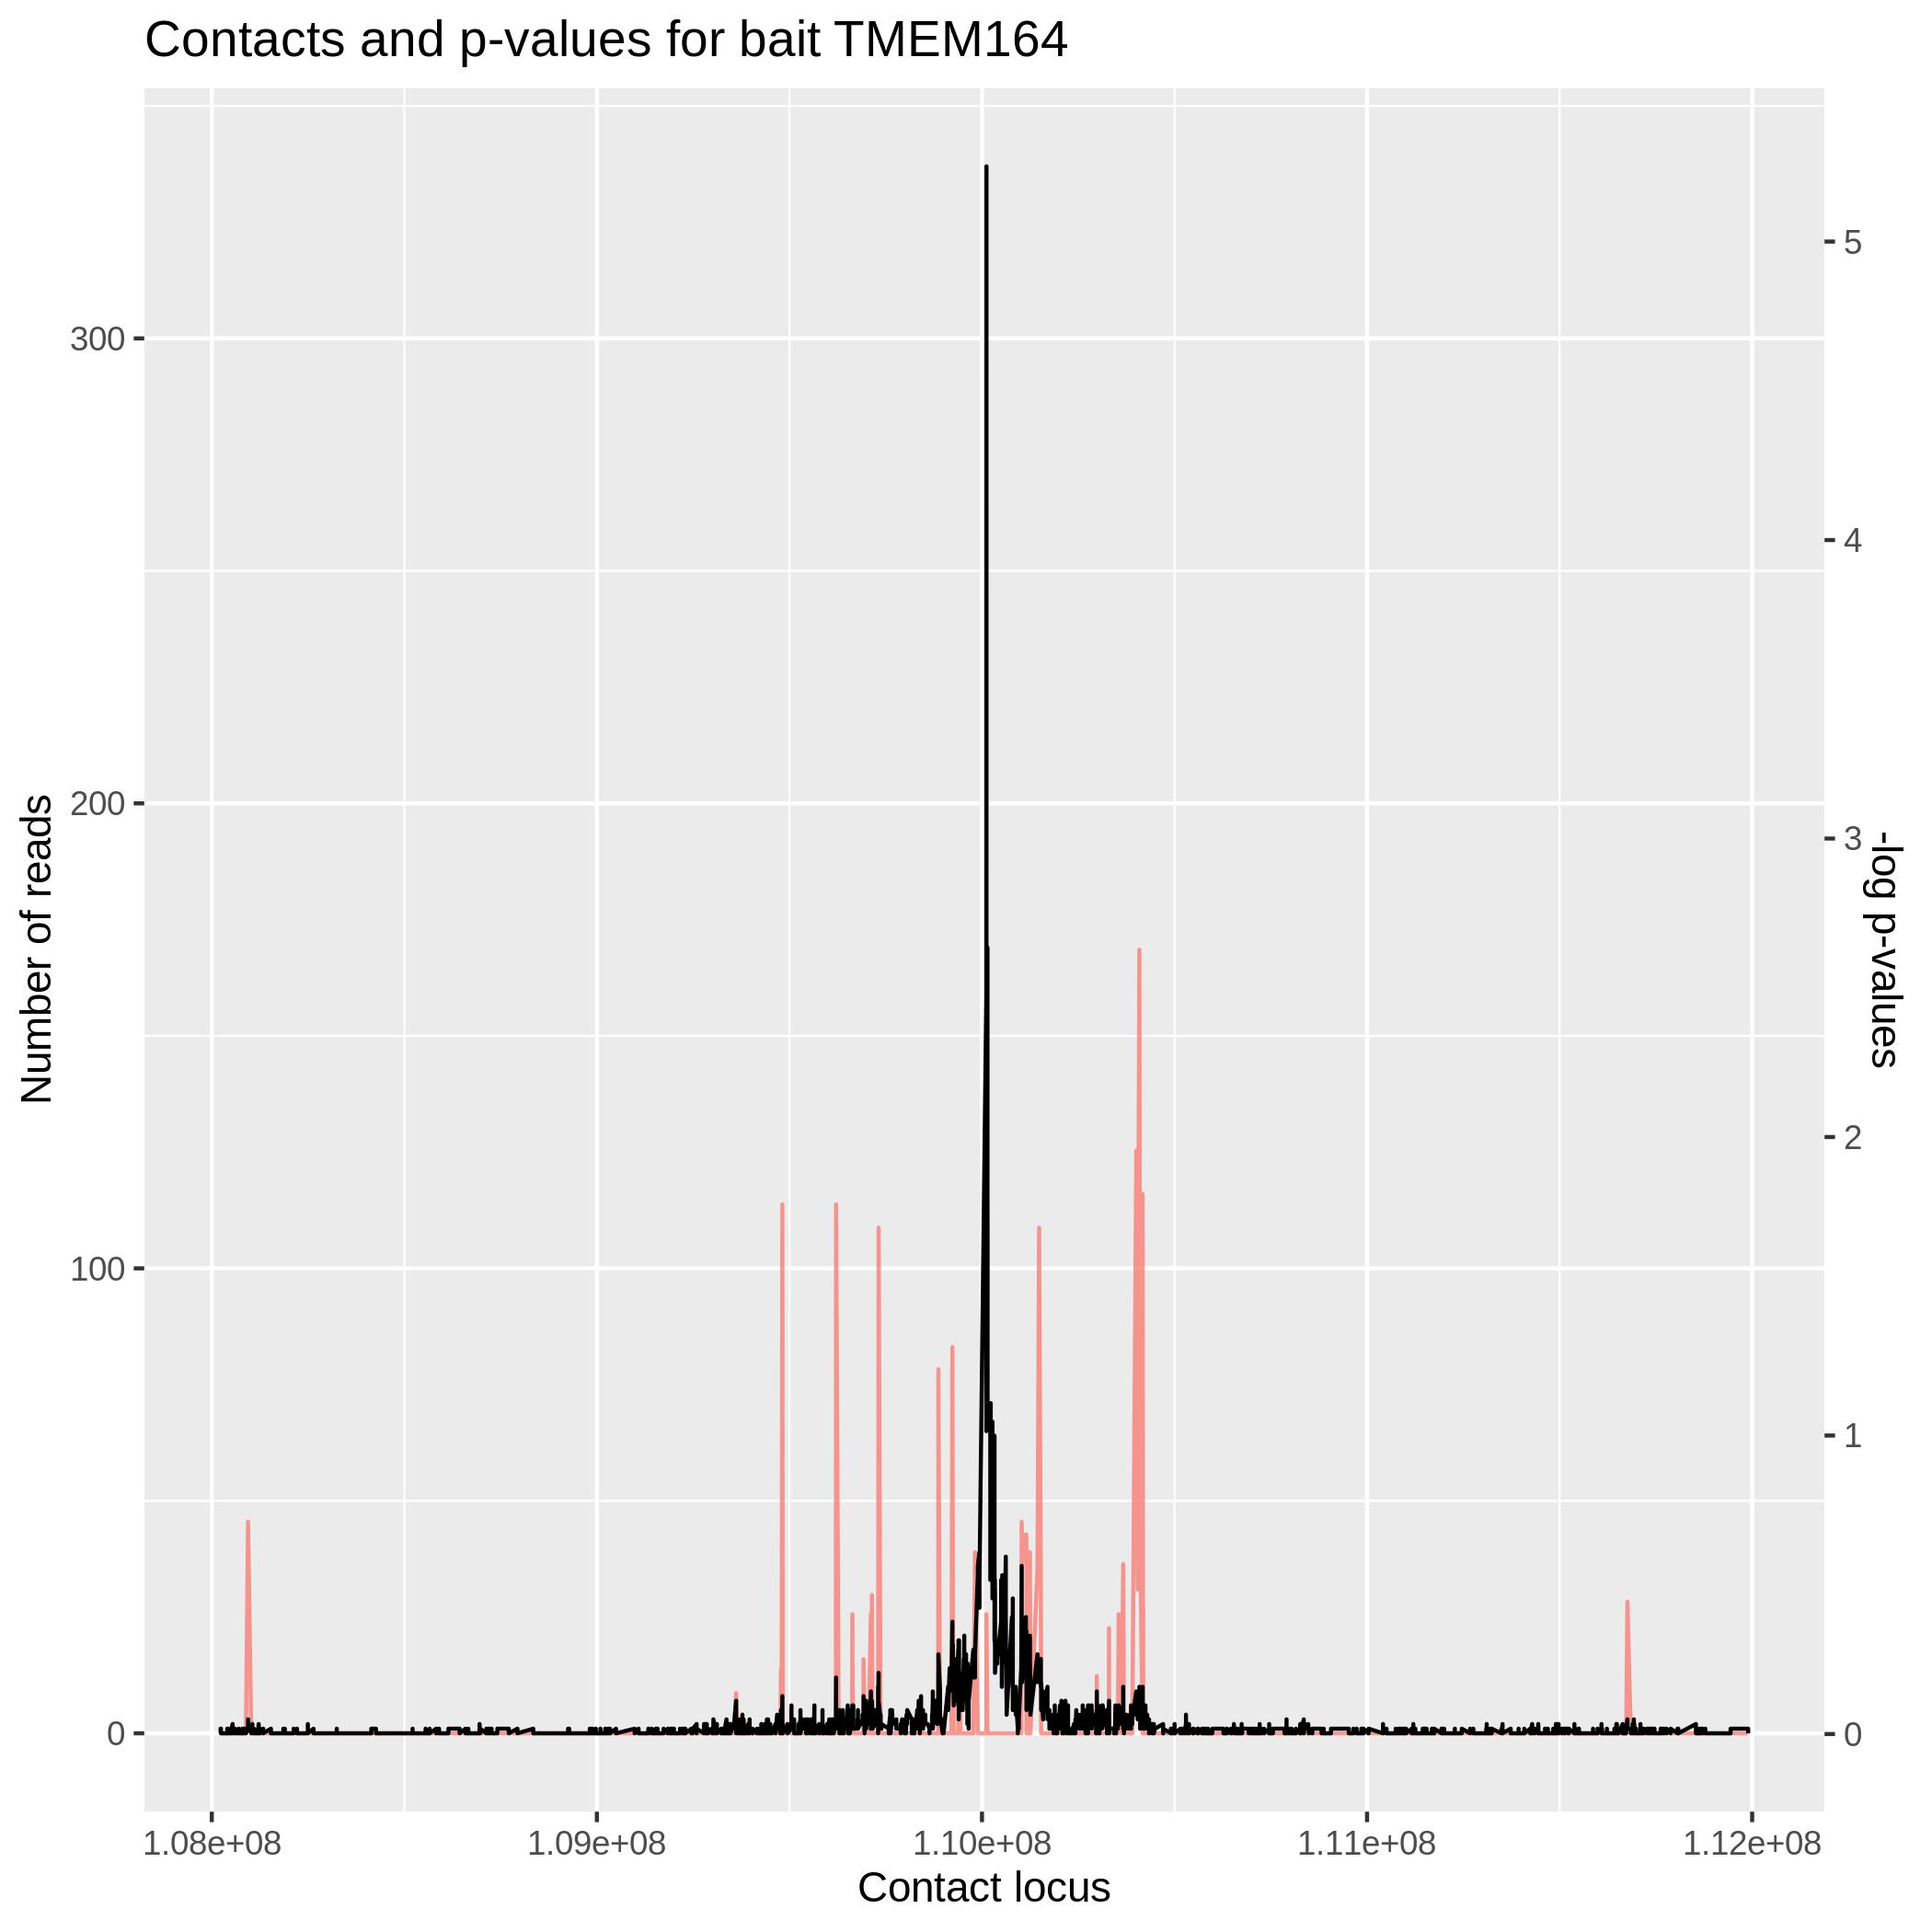 Contacts and p-values for bait TMEM164
Number of reads
300
200
100
0
5
4
3
2
1
0
-log p-values
1.08e+08
1.09e+08
1.10e+08
1.11e+08
1.12e+08
Contact locus